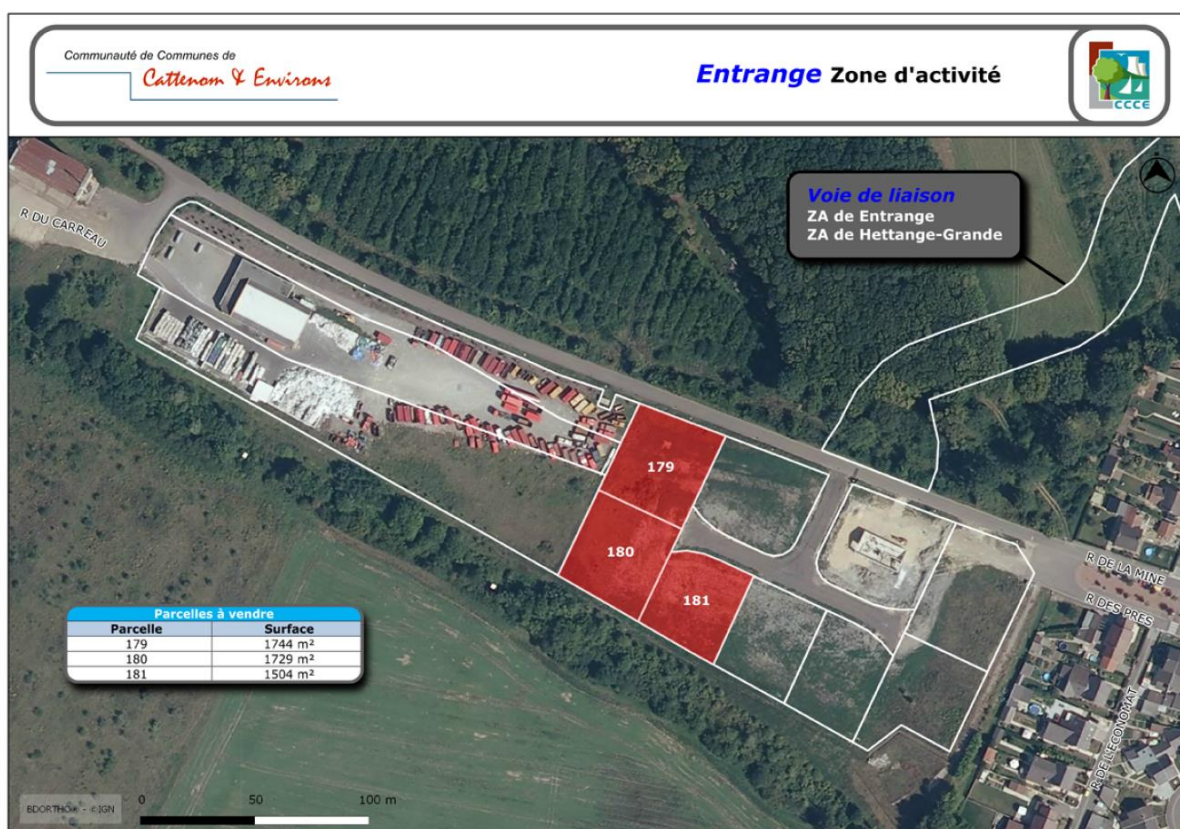 Communauté de Communes de
Cattenom & Environs
Entrange Zone d'activité
CCCE
Voie de liaison
ZA de Entrange
ZA de Hettange-Grande
R DU CARREAU
179
180
181
R DE LA MINE
R DES PRES
R DE L'ECONOMAT
Parcelles à vendre
Parcelle Surface
179 1744 m²
180 1729 m²
181 1504 m²
BDORTHO® - ©IGN
0 50 100 m